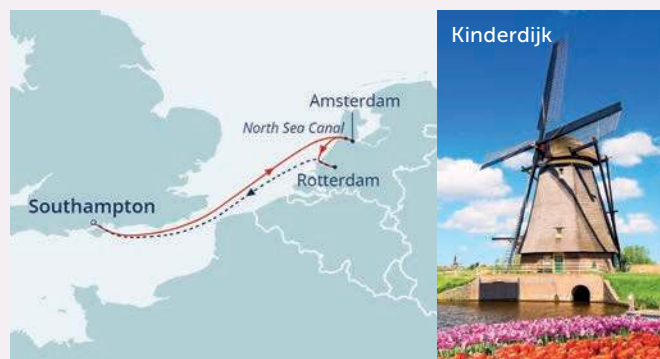 Kinderdijk
Amsterdam
North Sea Canal
Rotterdam
Southampton